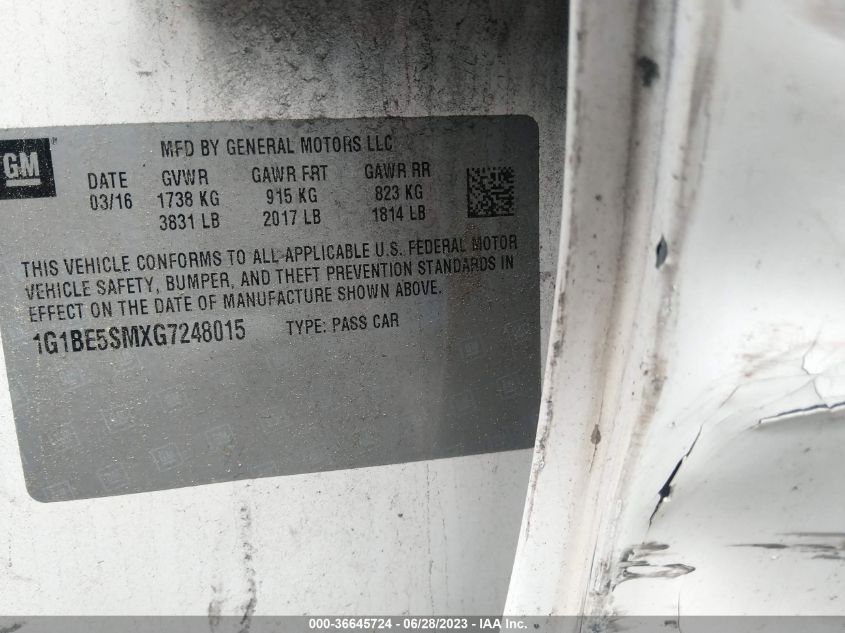 GM
MFD BY GENERAL MOTORS LLC
DATE GVWR GAWR FRT GAWR RR
03/16 1738 KG 915 KG 823 KG
3831 LB 2017 LB 1814 LB
THIS VEHICLE CONFORMS TO ALL APPLICABLE U.S. FEDERAL MOTOR
VEHICLE SAFETY, BUMPER, AND THEFT PREVENTION STANDARDS IN
EFFECT ON THE DATE OF MANUFACTURE SHOWN ABOVE.
1G1BE5SMXG7248015 TYPE: PASS CAR
000-36645724 - 06/28/2023 - IAA Inc.